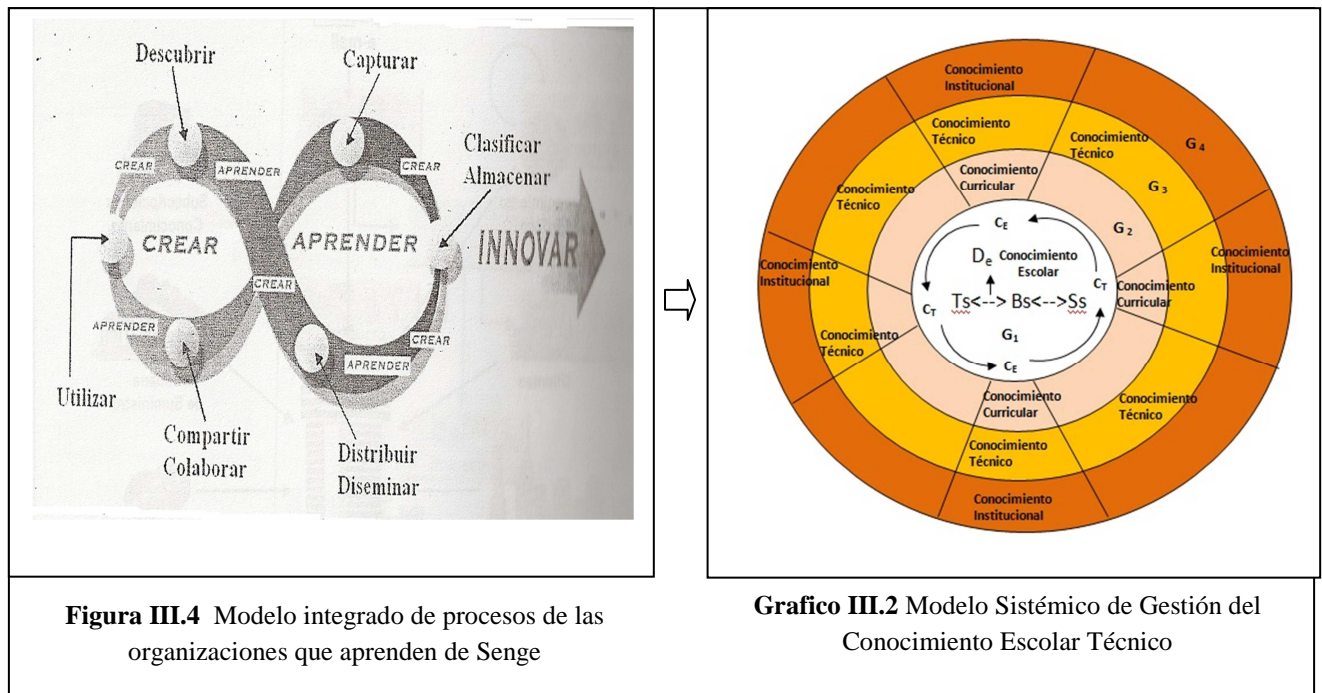 Descubrir
Capturar
Clasificar
Almacenar
CREAR
APRENDER
CREAR
CREAR
APRENDER
INNOVAR
CREAR
APRENDER
CREAR
APRENDER
Utilizar
Compartir
Colaborar
Distribuir
Diseminar
Figura III.4 Modelo integrado de procesos de las
organizaciones que aprenden de Senge
Conocimiento
Institucional
Conocimiento
Técnico
Conocimiento
Técnico
G 4
Conocimiento
Curricular
G 3
Conocimiento
Técnico
G 2
CE
Conocimiento
Institucional
De Conocimiento
Escolar
Conocimiento
Institucional
CT
Ts<--> Bs<-->Ss
CT
Conocimiento
Curricular
G1
Conocimiento
Técnico
CE
Conocimiento
Curricular
Conocimiento
Técnico
Conocimiento
Técnico
Conocimiento
Institucional
Grafico III.2 Modelo Sistémico de Gestión del
Conocimiento Escolar Técnico